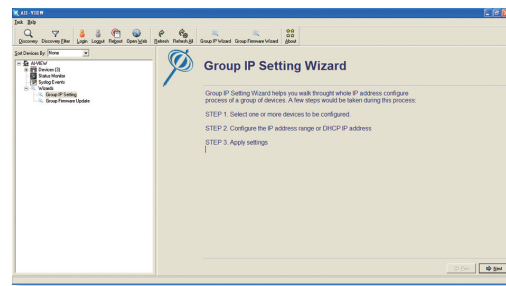 AII-VIEW
Task Help
Discovery Discovery Filter Login Logout Reboot Open Web Refresh Refresh All Group IP Wizard Group Firmware Wizard About
Sort Devices By: None
AII-VIEW
Devices (3)
Status Monitor
Syslog Events
Wizards
Group IP Setting
Group Firmware Update
Group IP Setting Wizard
Group IP Setting Wizard helps you walk throught whole IP address configure
process of a group of devices. A few steps would be taken during this process:
STEP 1. Select one or more devices to be configured.
STEP 2. Configure the IP address range or DHCP IP address
STEP 3. Apply settings
Next